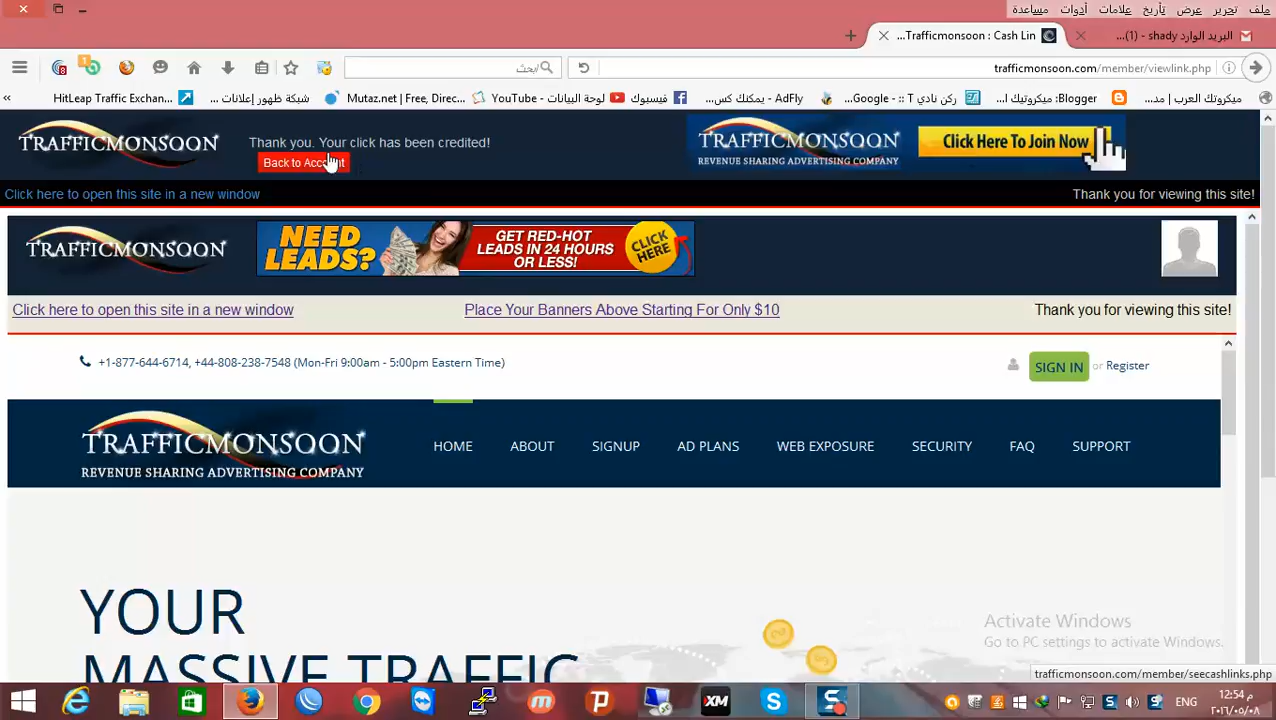 ملف تحرير عرض تأريخ علامات أدوات مساعدة
البريد الوارد shady - (1)...
...Trafficmonsoon : Cash Lin
trafficmonsoon.com/member/viewlink.php
ابحث
ميكروتك العرب | مد...
Blogger: ميكروتيك ا...
ركن نادي Google - :: T...
AdFly - يمكنك كس...
فيسبوك
لوحة البيانات - YouTube
Mutaz.net | Free, Direc...
شبكة ظهور إعلانات ...
HitLeap Traffic Exchan...
TRAFFICMONSOON
Thank you. Your click has been credited!
Back to Account
TRAFFICMONSOON
REVENUE SHARING ADVERTISING COMPANY
Click Here To Join Now
Click here to open this site in a new window
Thank you for viewing this site!
TRAFFICMONSOON
NEED LEADS?
GET RED-HOT
LEADS IN 24 HOURS
OR LESS!
CLICK HERE
Click here to open this site in a new window
Place Your Banners Above Starting For Only $10
Thank you for viewing this site!
+1-877-644-6714, +44-808-238-7548 (Mon-Fri 9:00am - 5:00pm Eastern Time)
SIGN IN or Register
TRAFFICMONSOON
REVENUE SHARING ADVERTISING COMPANY
HOME ABOUT SIGNUP AD PLANS WEB EXPOSURE SECURITY FAQ SUPPORT
YOUR
MASSIVE TRAFFIC
Activate Windows
Go to PC settings to activate Windows.
trafficmonsoon.com/member/seecashlinks.php
XM
ENG
12:54 م
٢٠١٦/٠٥/٠٨